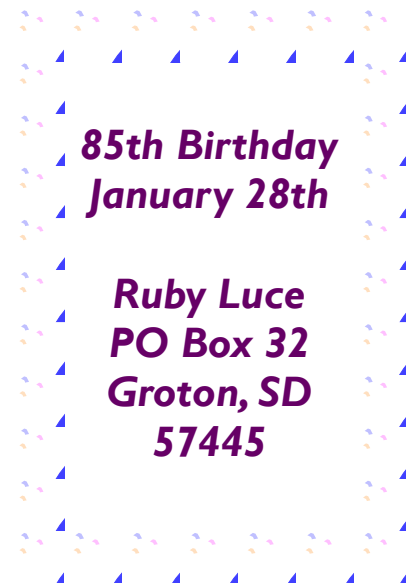 85th Birthday
January 28th
Ruby Luce
PO Box 32
Groton, SD
57445